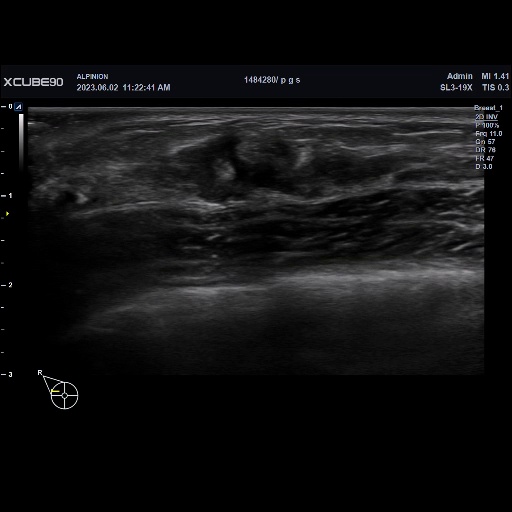 XCUBE90
ALPINION
2023.06.02 11:22:41 AM
1484280/ p g s
Admin MI 1.41
SL3-19X TIS 0.3
Breast_1
2D INV
P 100%
Frq 11.0
Gn 57
DR 76
FR 47
D 3.0
0
1
2
3
R